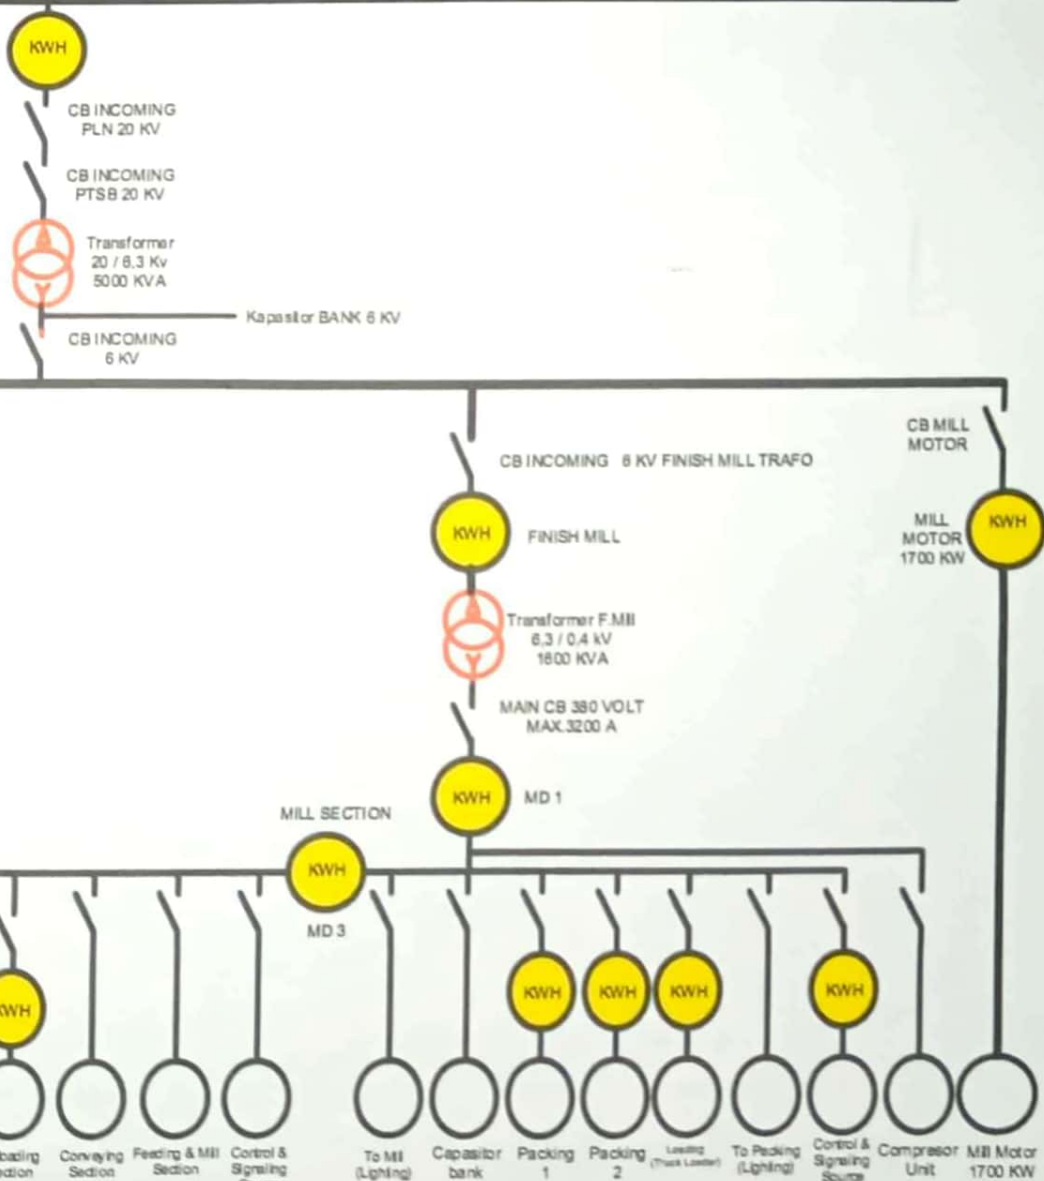 KWH
CB INCOMING
PLN 20 KV
CB INCOMING
PTSB 20 KV
Transformer
20 / 6,3 Kv
5000 KVA
Kapasitor BANK 6 KV
CB INCOMING
6 KV
CB MILL
MOTOR
CB INCOMING 6 KV FINISH MILL TRAFO
KWH
FINISH MILL
MILL
MOTOR
1700 KW
KWH
Transformer F.Mill
6,3 / 0,4 kV
1600 KVA
MAIN CB 380 VOLT
MAX.3200 A
KWH
MD 1
MILL SECTION
KWH
MD 3
KWH
KWH
KWH
KWH
KWH
Conveying
Section
Feeding & Mill
Section
Control &
Signaling
To Mill
(Lighting)
Capasitor
bank
Packing
1
Packing
2
Loading
(Truck Loader)
To Packing
(Lighting)
Control &
Signaling
Source
Compresor
Unit
Mill Motor
1700 KW